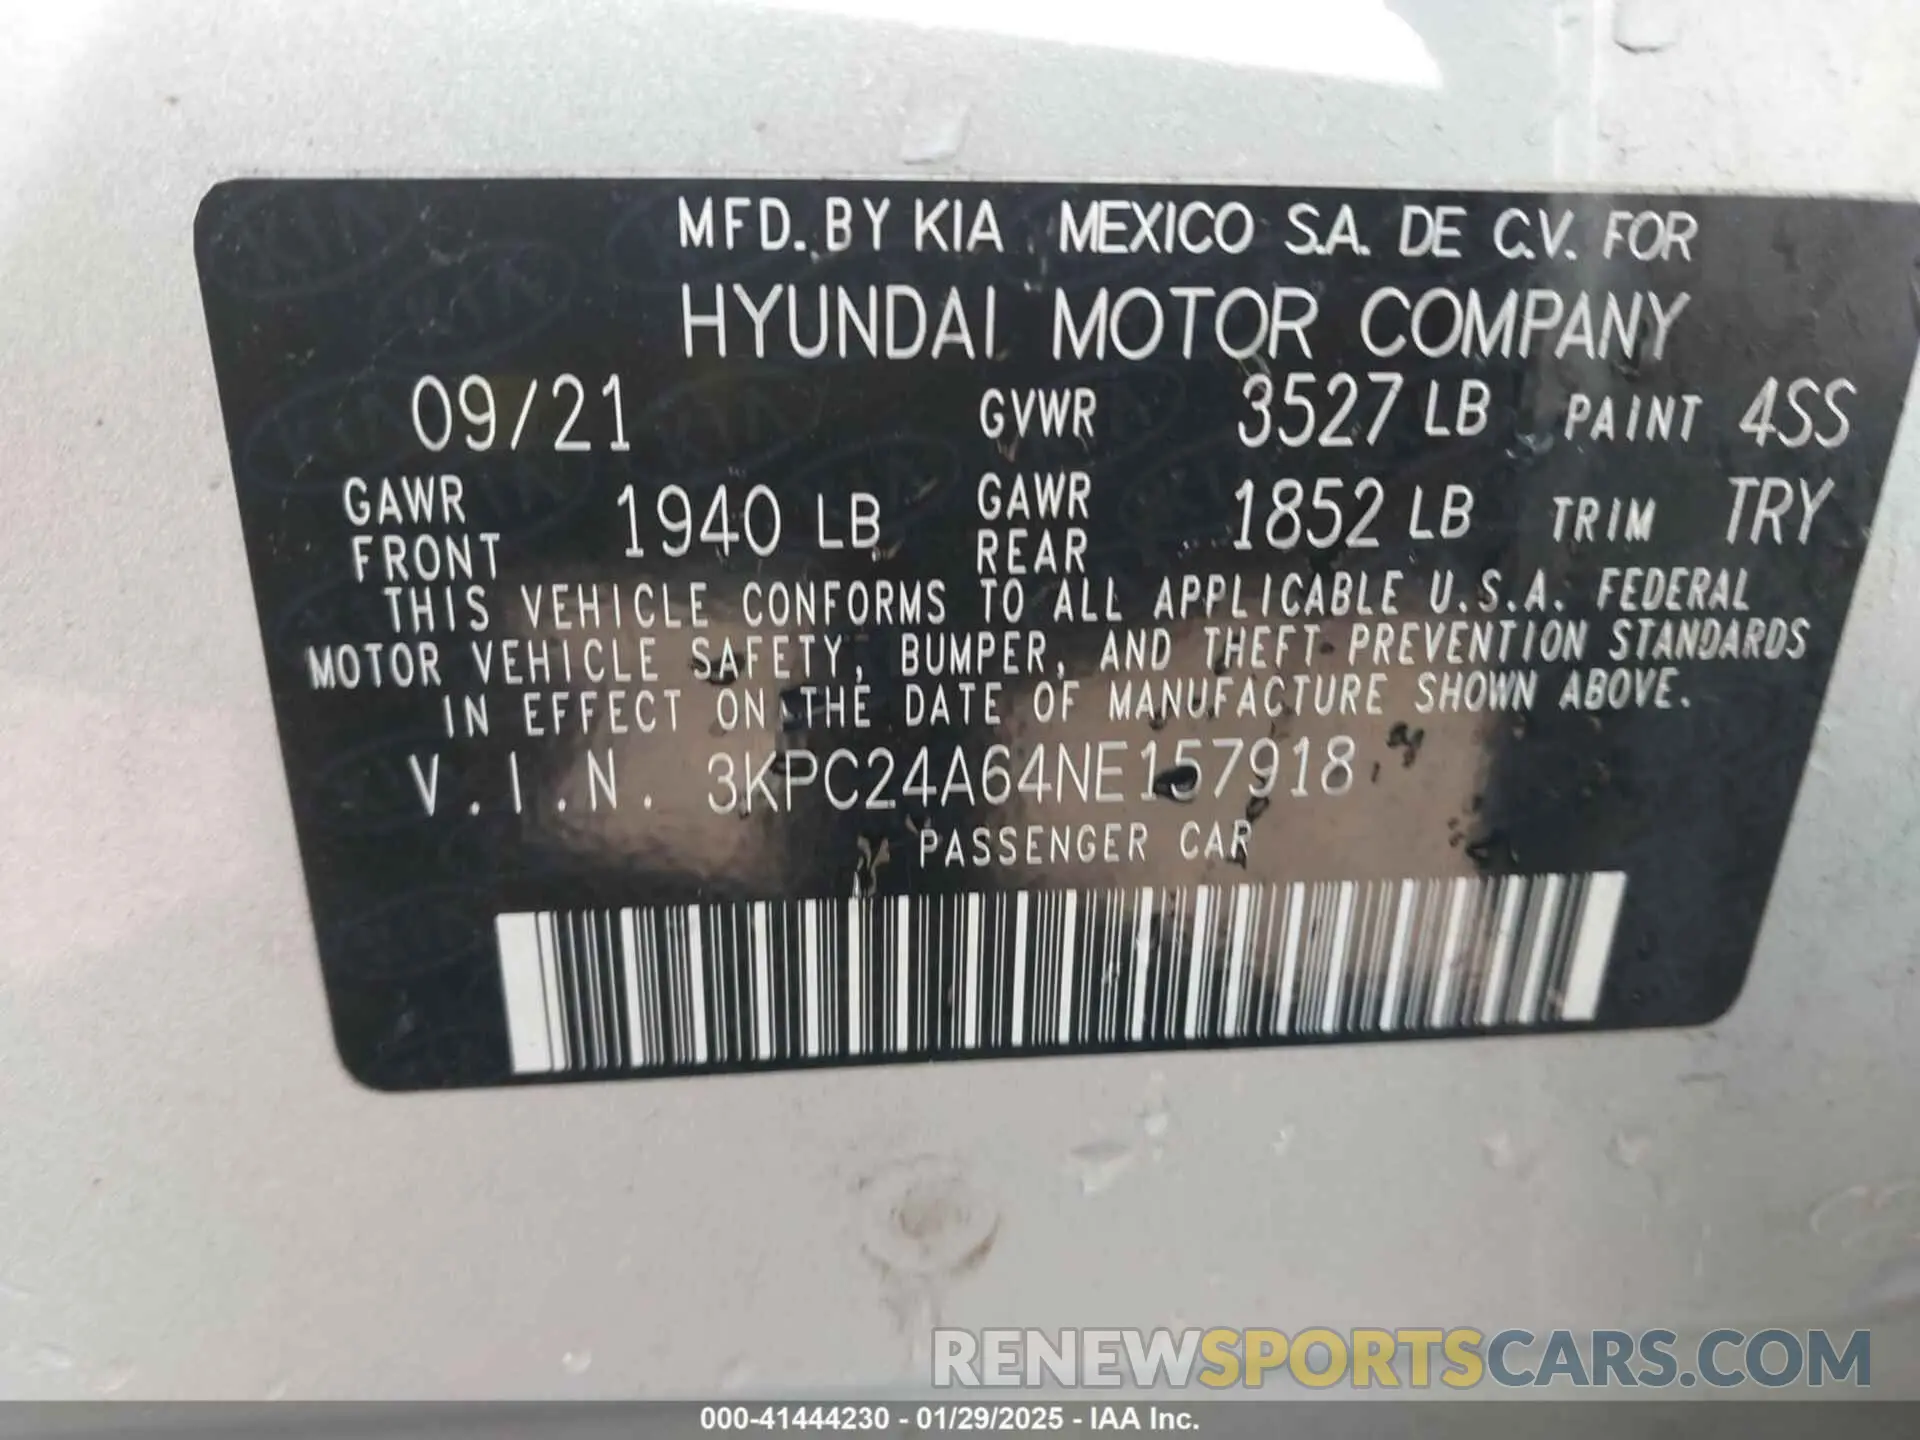 MFD. BY KIA MEXICO S.A. DE C.V. FOR
HYUNDAI MOTOR COMPANY
09/21 GVWR 3527 LB PAINT 4SS
GAWR FRONT 1940 LB GAWR REAR 1852 LB TRIM TRY
THIS VEHICLE CONFORMS TO ALL APPLICABLE U.S.A. FEDERAL
MOTOR VEHICLE SAFETY, BUMPER, AND THEFT PREVENTION STANDARDS
IN EFFECT ON THE DATE OF MANUFACTURE SHOWN ABOVE.
V.I.N. 3KPC24A64NE157918
PASSENGER CAR
RENEWSPORTSCARS.COM
000-41444230 - 01/29/2025 - IAA Inc.